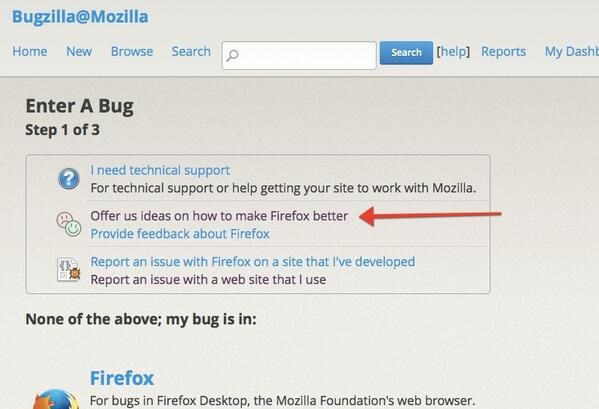 Bugzilla@Mozilla
Home New Browse Search Search [help] Reports My Dashb
Enter A Bug
Step 1 of 3
I need technical support
For technical support or help getting your site to work with Mozilla.
Offer us ideas on how to make Firefox better
Provide feedback about Firefox
Report an issue with Firefox on a site that I've developed
Report an issue with a web site that I use
None of the above; my bug is in:
Firefox
For bugs in Firefox Desktop, the Mozilla Foundation's web browser.